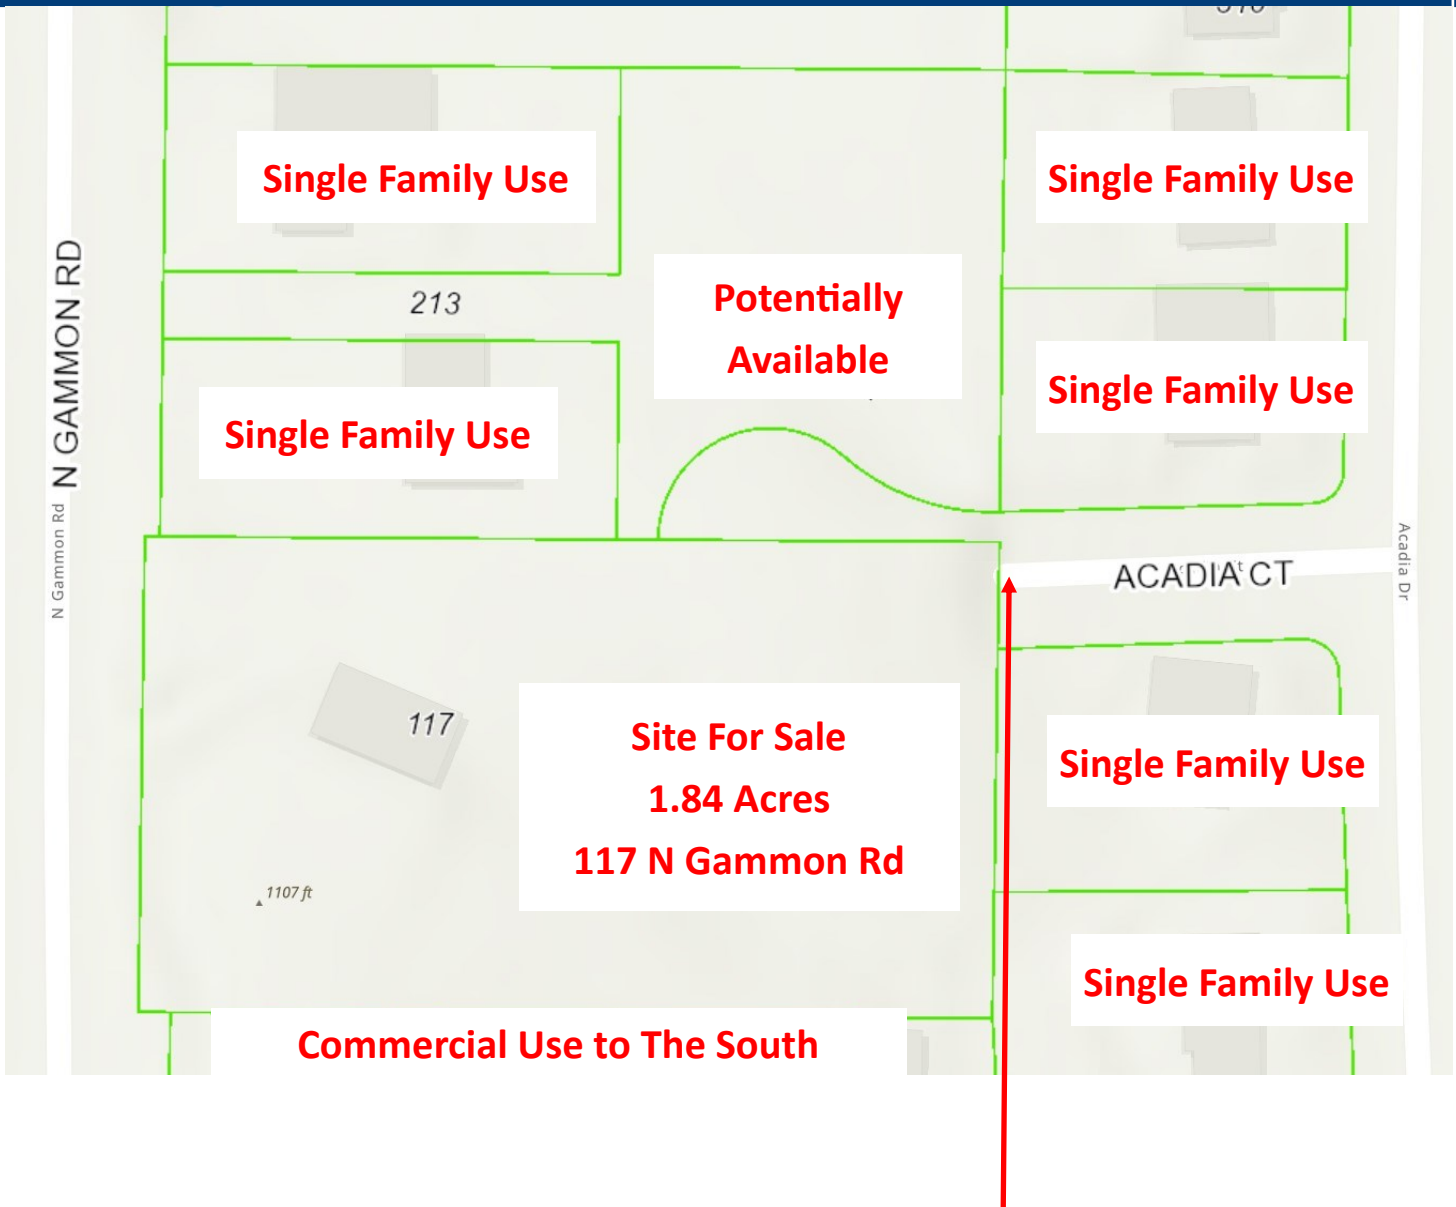 Single Family Use
Single Family Use
213
Potentially
Available
N GAMMON RD
Single Family Use
Single Family Use
N Gammon Rd
Acadia Dr
ACADIA CT
117
Site For Sale
1.84 Acres
117 N Gammon Rd
Single Family Use
1107 ft
Single Family Use
Commercial Use to The South